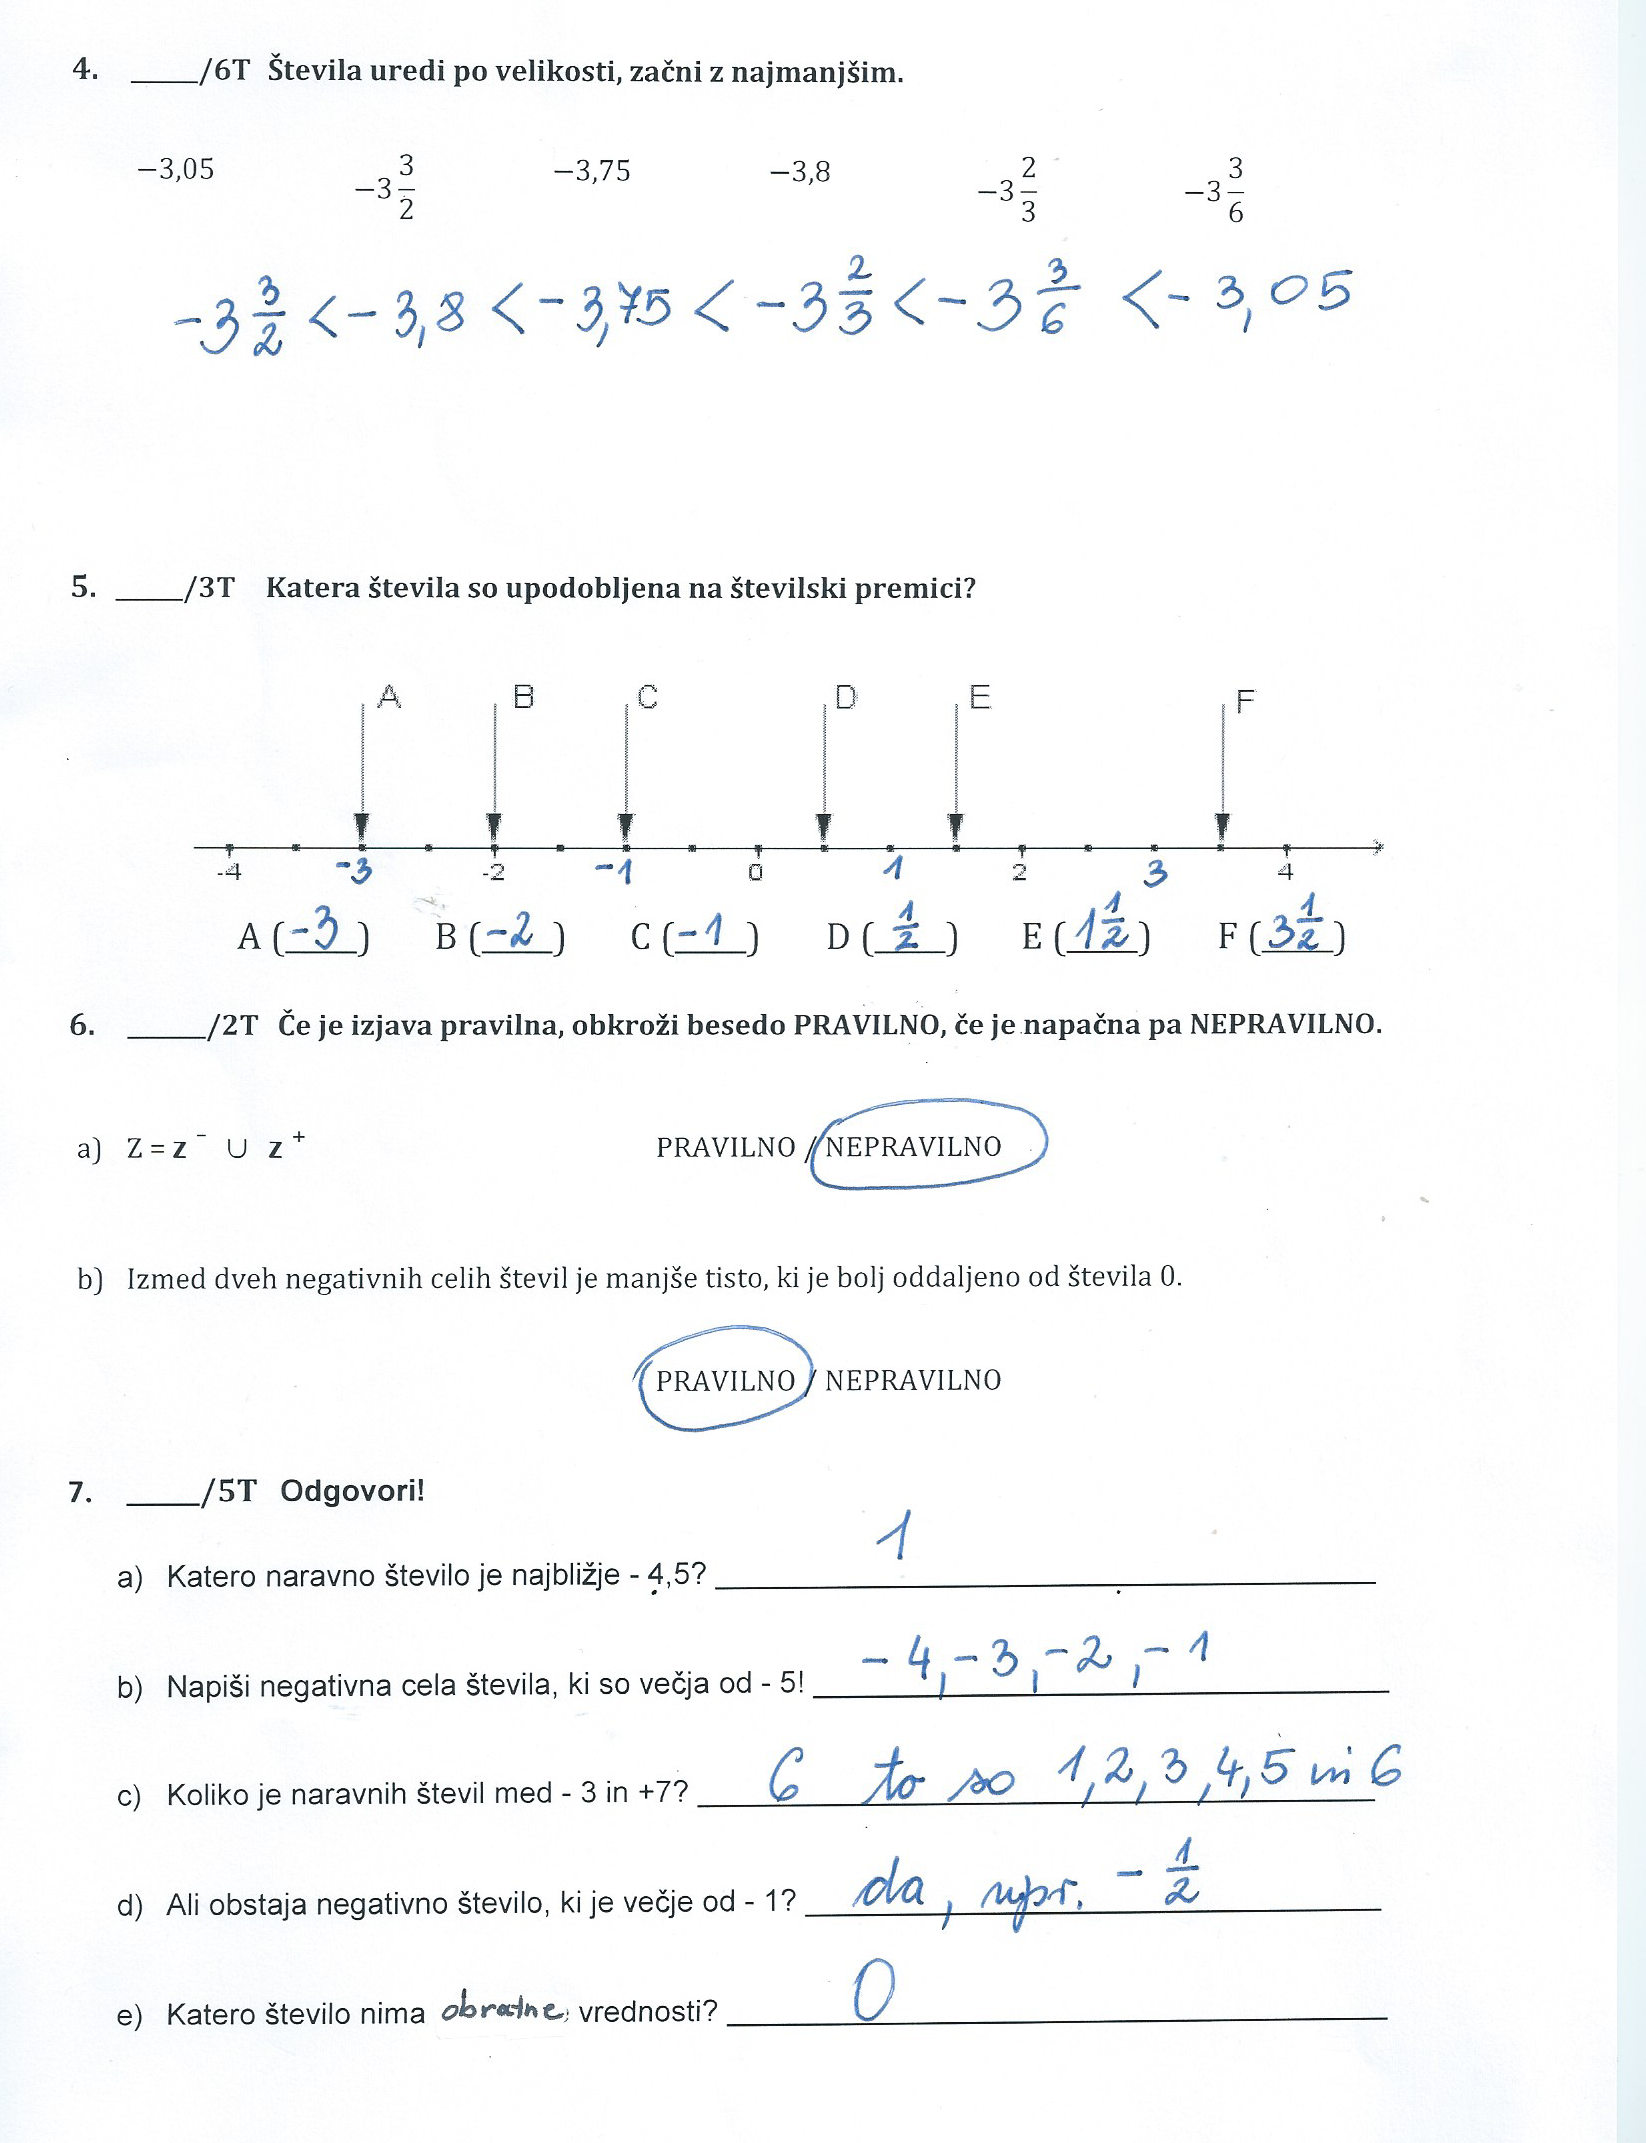 4. ____/6T Števila uredi po velikosti, začni z najmanjšim.
−3,05 −3 3/2 −3,75 −3,8 −3 2/3 −3 3/6
-3 3/2 < -3,8 < -3,75 < -3 2/3 < -3 3/6 < -3,05
5. ____/3T Katera števila so upodobljena na številski premici?
A B C D E F
-4 -3 -2 -1 0 1 2 3 4
A (-3) B (-2) C (-1) D (1/2) E (1 1/2) F (3 1/2)
6. ____/2T Če je izjava pravilna, obkroži besedo PRAVILNO, če je napačna pa NEPRAVILNO.
a) Z = z⁻ ∪ z⁺ PRAVILNO / NEPRAVILNO
b) Izmed dveh negativnih celih števil je manjše tisto, ki je bolj oddaljeno od števila 0.
PRAVILNO / NEPRAVILNO
7. ____/5T Odgovori!
a) Katero naravno število je najbližje - 4,5? 1
b) Napiši negativna cela števila, ki so večja od - 5! -4, -3, -2, -1
c) Koliko je naravnih števil med - 3 in +7? 6 to so 1,2,3,4,5 in 6
d) Ali obstaja negativno število, ki je večje od - 1? da, npr. - 1/2
e) Katero število nima obratne vrednosti? 0